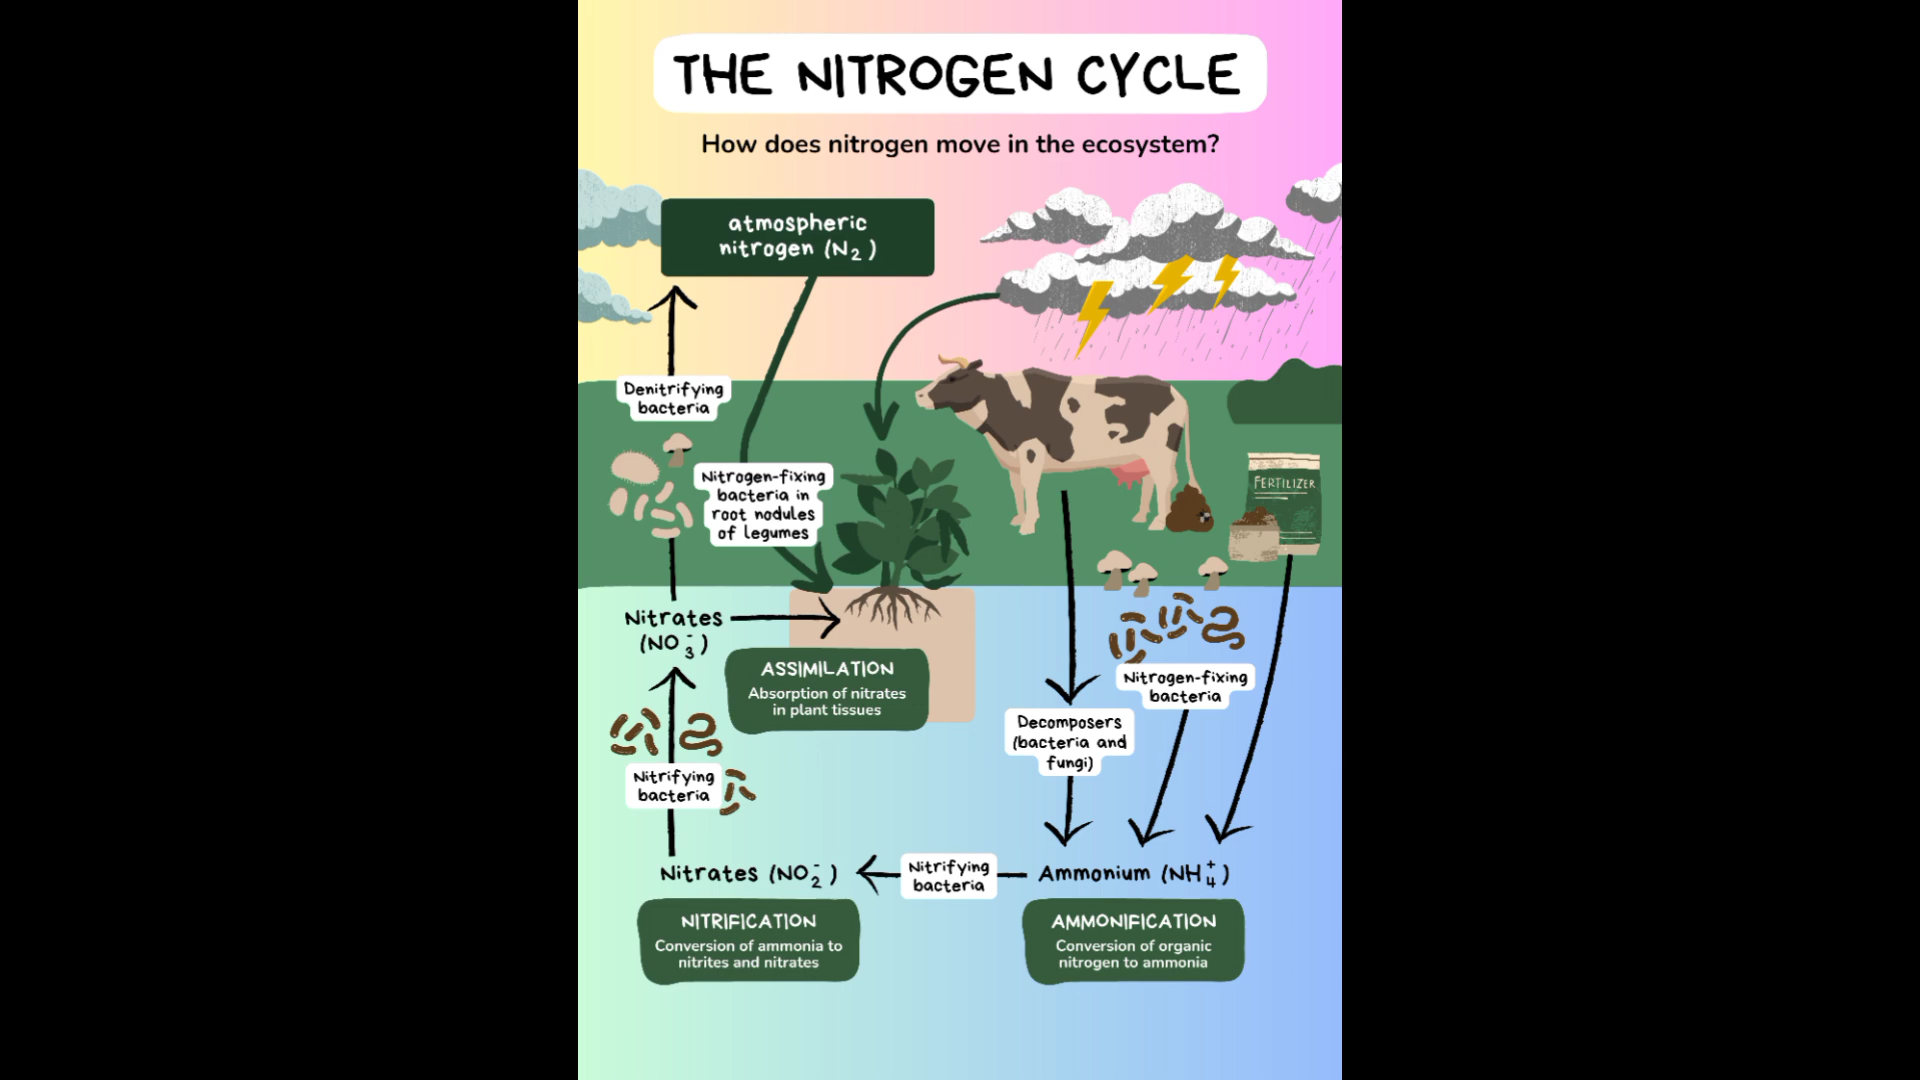 THE NITROGEN CYCLE
How does nitrogen move in the ecosystem?
atmospheric
nitrogen (N₂)
Denitrifying
bacteria
Nitrogen-fixing
bacteria in
root nodules
of legumes
FERTILIZER
Nitrates
(NO₃⁻)
ASSIMILATION
Absorption of nitrates
in plant tissues
Nitrogen-fixing
bacteria
Decomposers
(bacteria and
fungi)
Nitrifying
bacteria
Nitrates (NO₂⁻)
Nitrifying
bacteria
Ammonium (NH₄⁺)
NITRIFICATION
Conversion of ammonia to
nitrites and nitrates
AMMONIFICATION
Conversion of organic
nitrogen to ammonia